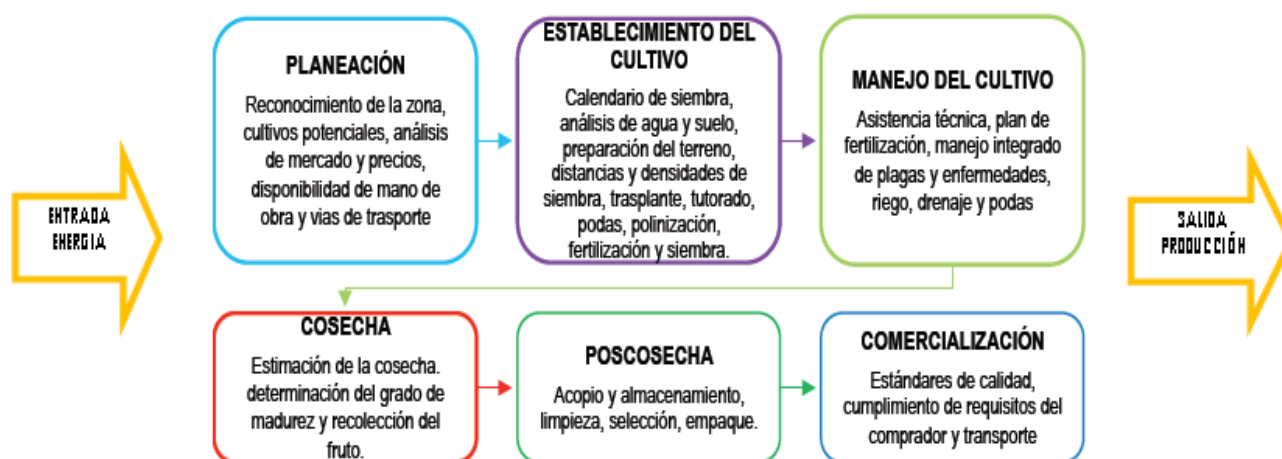 ENTRADA
ENERGIA
PLANEACIÓN
Reconocimiento de la zona,
cultivos potenciales, análisis
de mercado y precios,
disponibilidad de mano de
obra y vias de trasporte
ESTABLECIMIENTO DEL
CULTIVO
Calendario de siembra,
análisis de agua y suelo,
preparación del terreno,
distancias y densidades de
siembra, trasplante, tutorado,
podas, polinización,
fertilización y siembra.
MANEJO DEL CULTIVO
Asistencia técnica, plan de
fertilización, manejo integrado
de plagas y enfermedades,
riego, drenaje y podas
COSECHA
Estimación de la cosecha.
determinación del grado de
madurez y recolección del
fruto.
POSCOSECHA
Acopio y almacenamiento,
limpieza, selección, empaque.
COMERCIALIZACIÓN
Estándares de calidad,
cumplimiento de requisitos del
comprador y transporte
SALIDA
PRODUCCIÓN